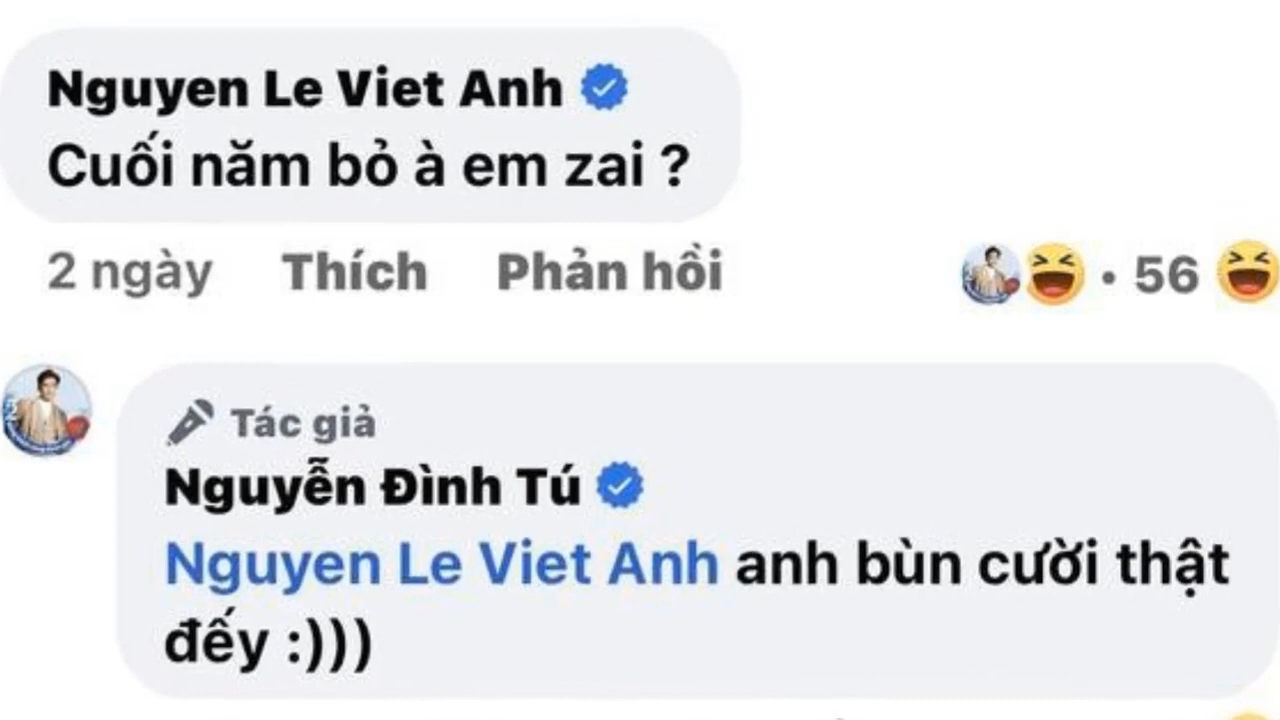 Nguyen Le Viet Anh
Cuối năm bỏ à em zai ?
2 ngày Thích Phản hồi · 56
Tác giả
Nguyễn Đình Tú
Nguyen Le Viet Anh anh bùn cười thật
đếy :)))